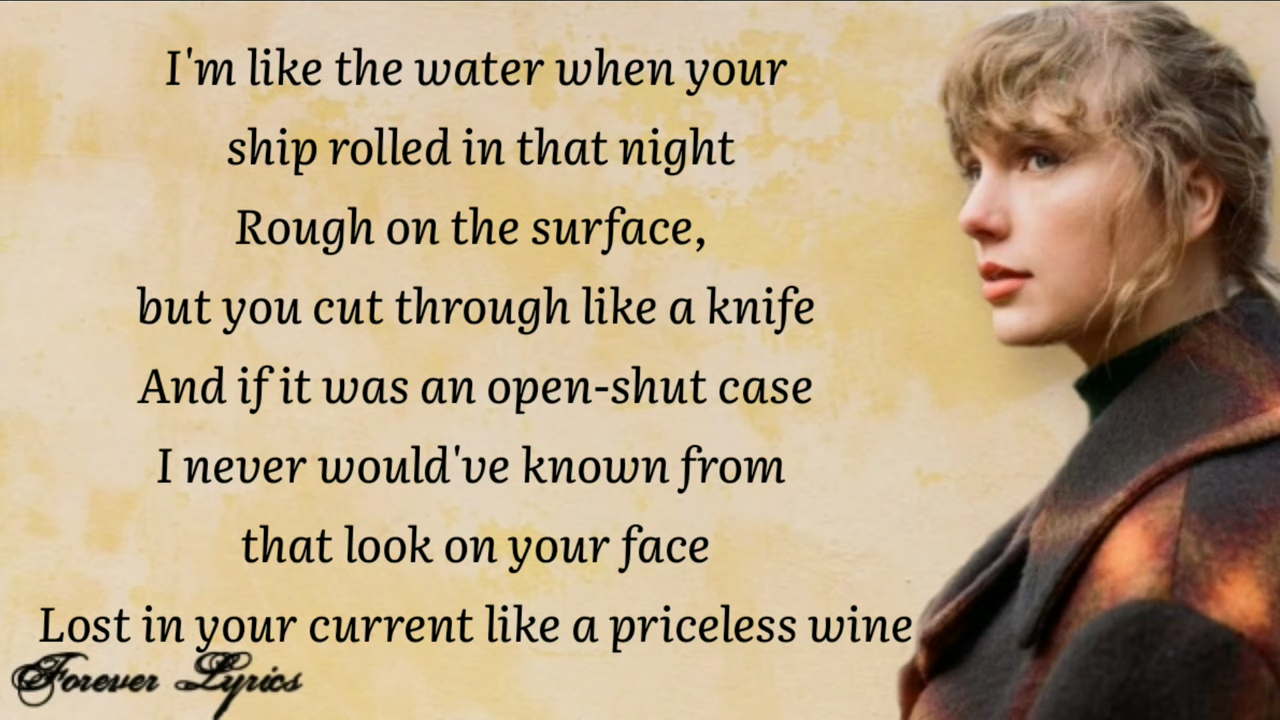 I'm like the water when your
ship rolled in that night
Rough on the surface,
but you cut through like a knife
And if it was an open-shut case
I never would've known from
that look on your face
Lost in your current like a priceless wine
Forever Lyrics